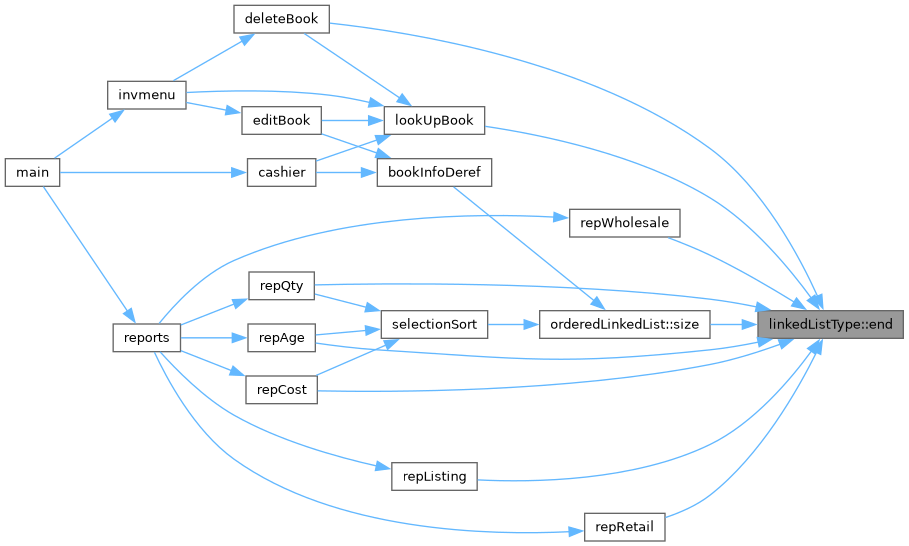 deleteBook
invmenu
editBook
lookUpBook
main
cashier
bookInfoDeref
repWholesale
repQty
reports
repAge
selectionSort
orderedLinkedList::size
linkedListType::end
repCost
repListing
repRetail